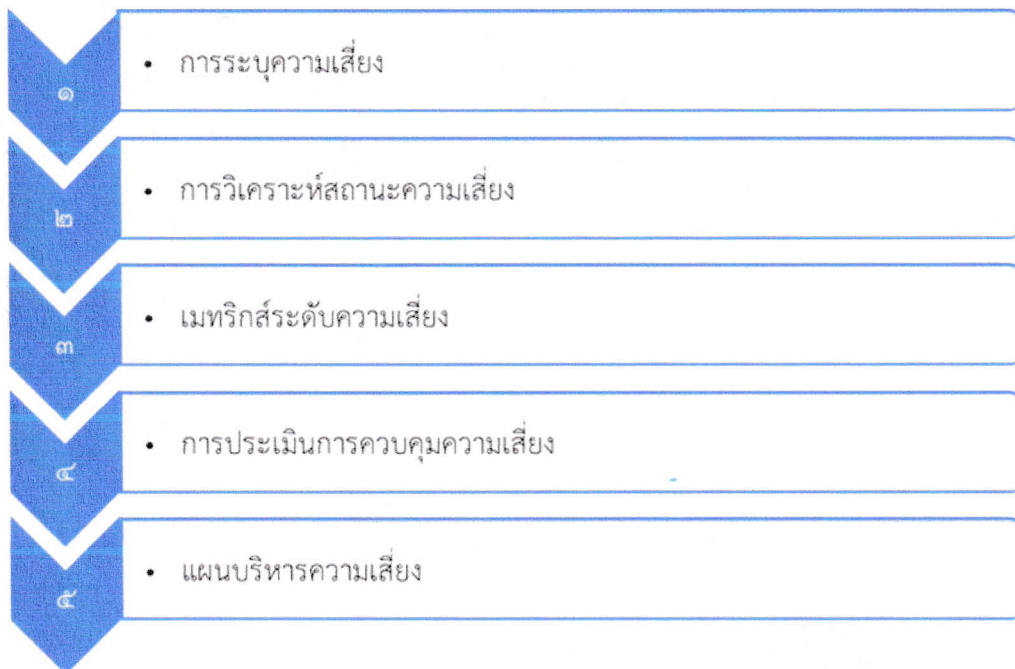 ๑
• การระบุความเสี่ยง
๒
• การวิเคราะห์สถานะความเสี่ยง
๓
• เมทริกส์ระดับความเสี่ยง
๔
• การประเมินการควบคุมความเสี่ยง
๕
• แผนบริหารความเสี่ยง